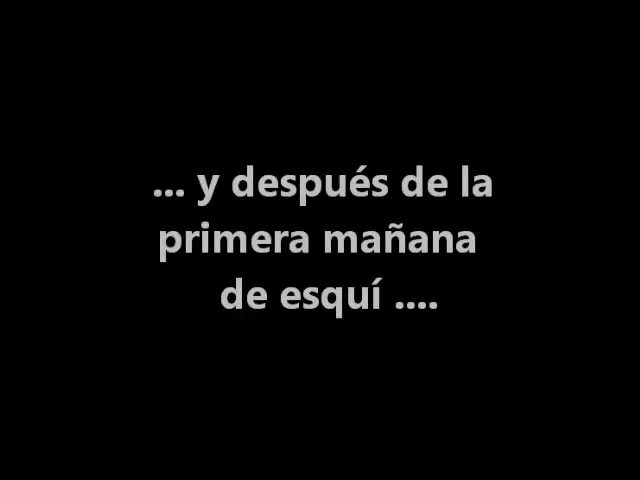 ... y después de la
primera mañana
de esquí ....